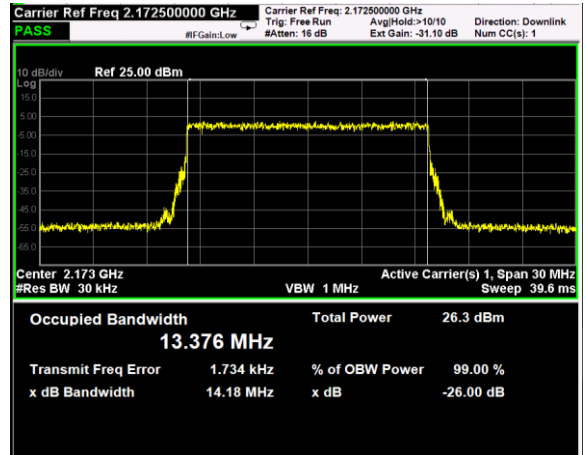 Carrier Ref Freq 2.172500000 GHz
Carrier Ref Freq: 2.172500000 GHz
PASS
#IFGain:Low
Trig: Free Run
Avg|Hold:>10/10
Direction: Downlink
#Atten: 16 dB
Ext Gain: -31.10 dB
Num CC(s): 1
10 dB/div
Ref 25.00 dBm
Log
15.0
5.00
-5.00
-15.0
-25.0
-35.0
-45.0
-55.0
-65.0
Center 2.173 GHz
Active Carrier(s) 1, Span 30 MHz
#Res BW 30 kHz
VBW 1 MHz
Sweep 39.6 ms
Occupied Bandwidth
Total Power 26.3 dBm
13.376 MHz
Transmit Freq Error 1.734 kHz
% of OBW Power 99.00 %
x dB Bandwidth 14.18 MHz
x dB -26.00 dB